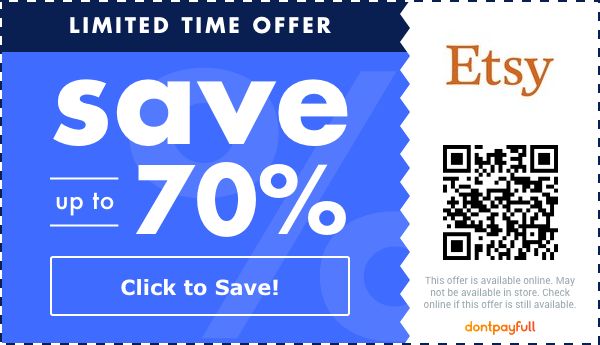 LIMITED TIME OFFER
save
up to 70%
Click to Save!
Etsy
This offer is available online. May
not be available in store. Check
online if this offer is still available.
dontpayfull